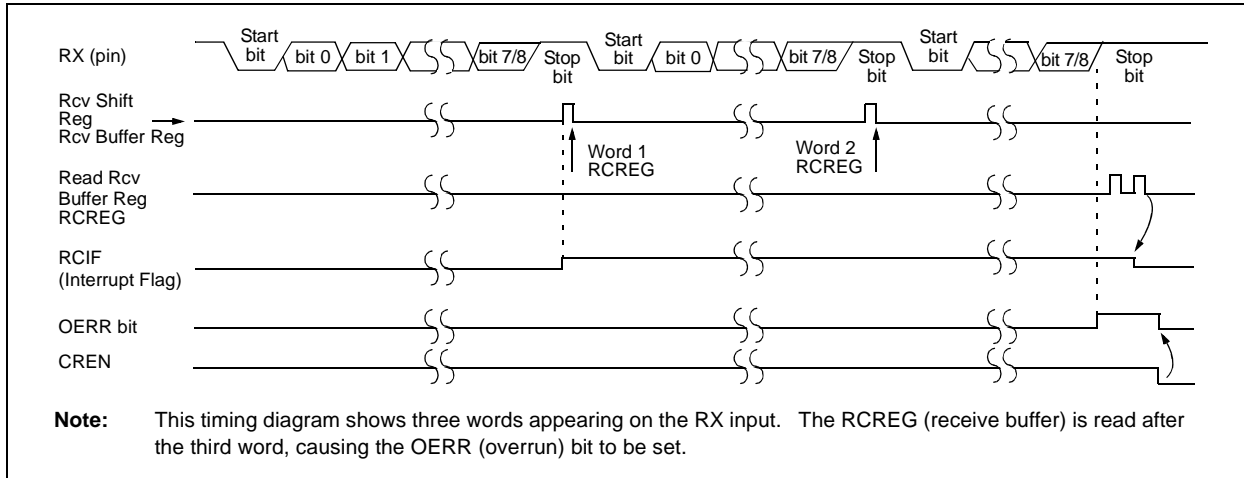 RX (pin)
Start
bit
bit 0
bit 1
bit 7/8
Stop
bit
Start
bit
bit 0
bit 7/8
Stop
bit
Start
bit
bit 7/8
Stop
bit
Rcv Shift
Reg
Rcv Buffer Reg
Word 1
RCREG
Word 2
RCREG
Read Rcv
Buffer Reg
RCREG
RCIF
(Interrupt Flag)
OERR bit
CREN
Note: This timing diagram shows three words appearing on the RX input. The RCREG (receive buffer) is read after
the third word, causing the OERR (overrun) bit to be set.